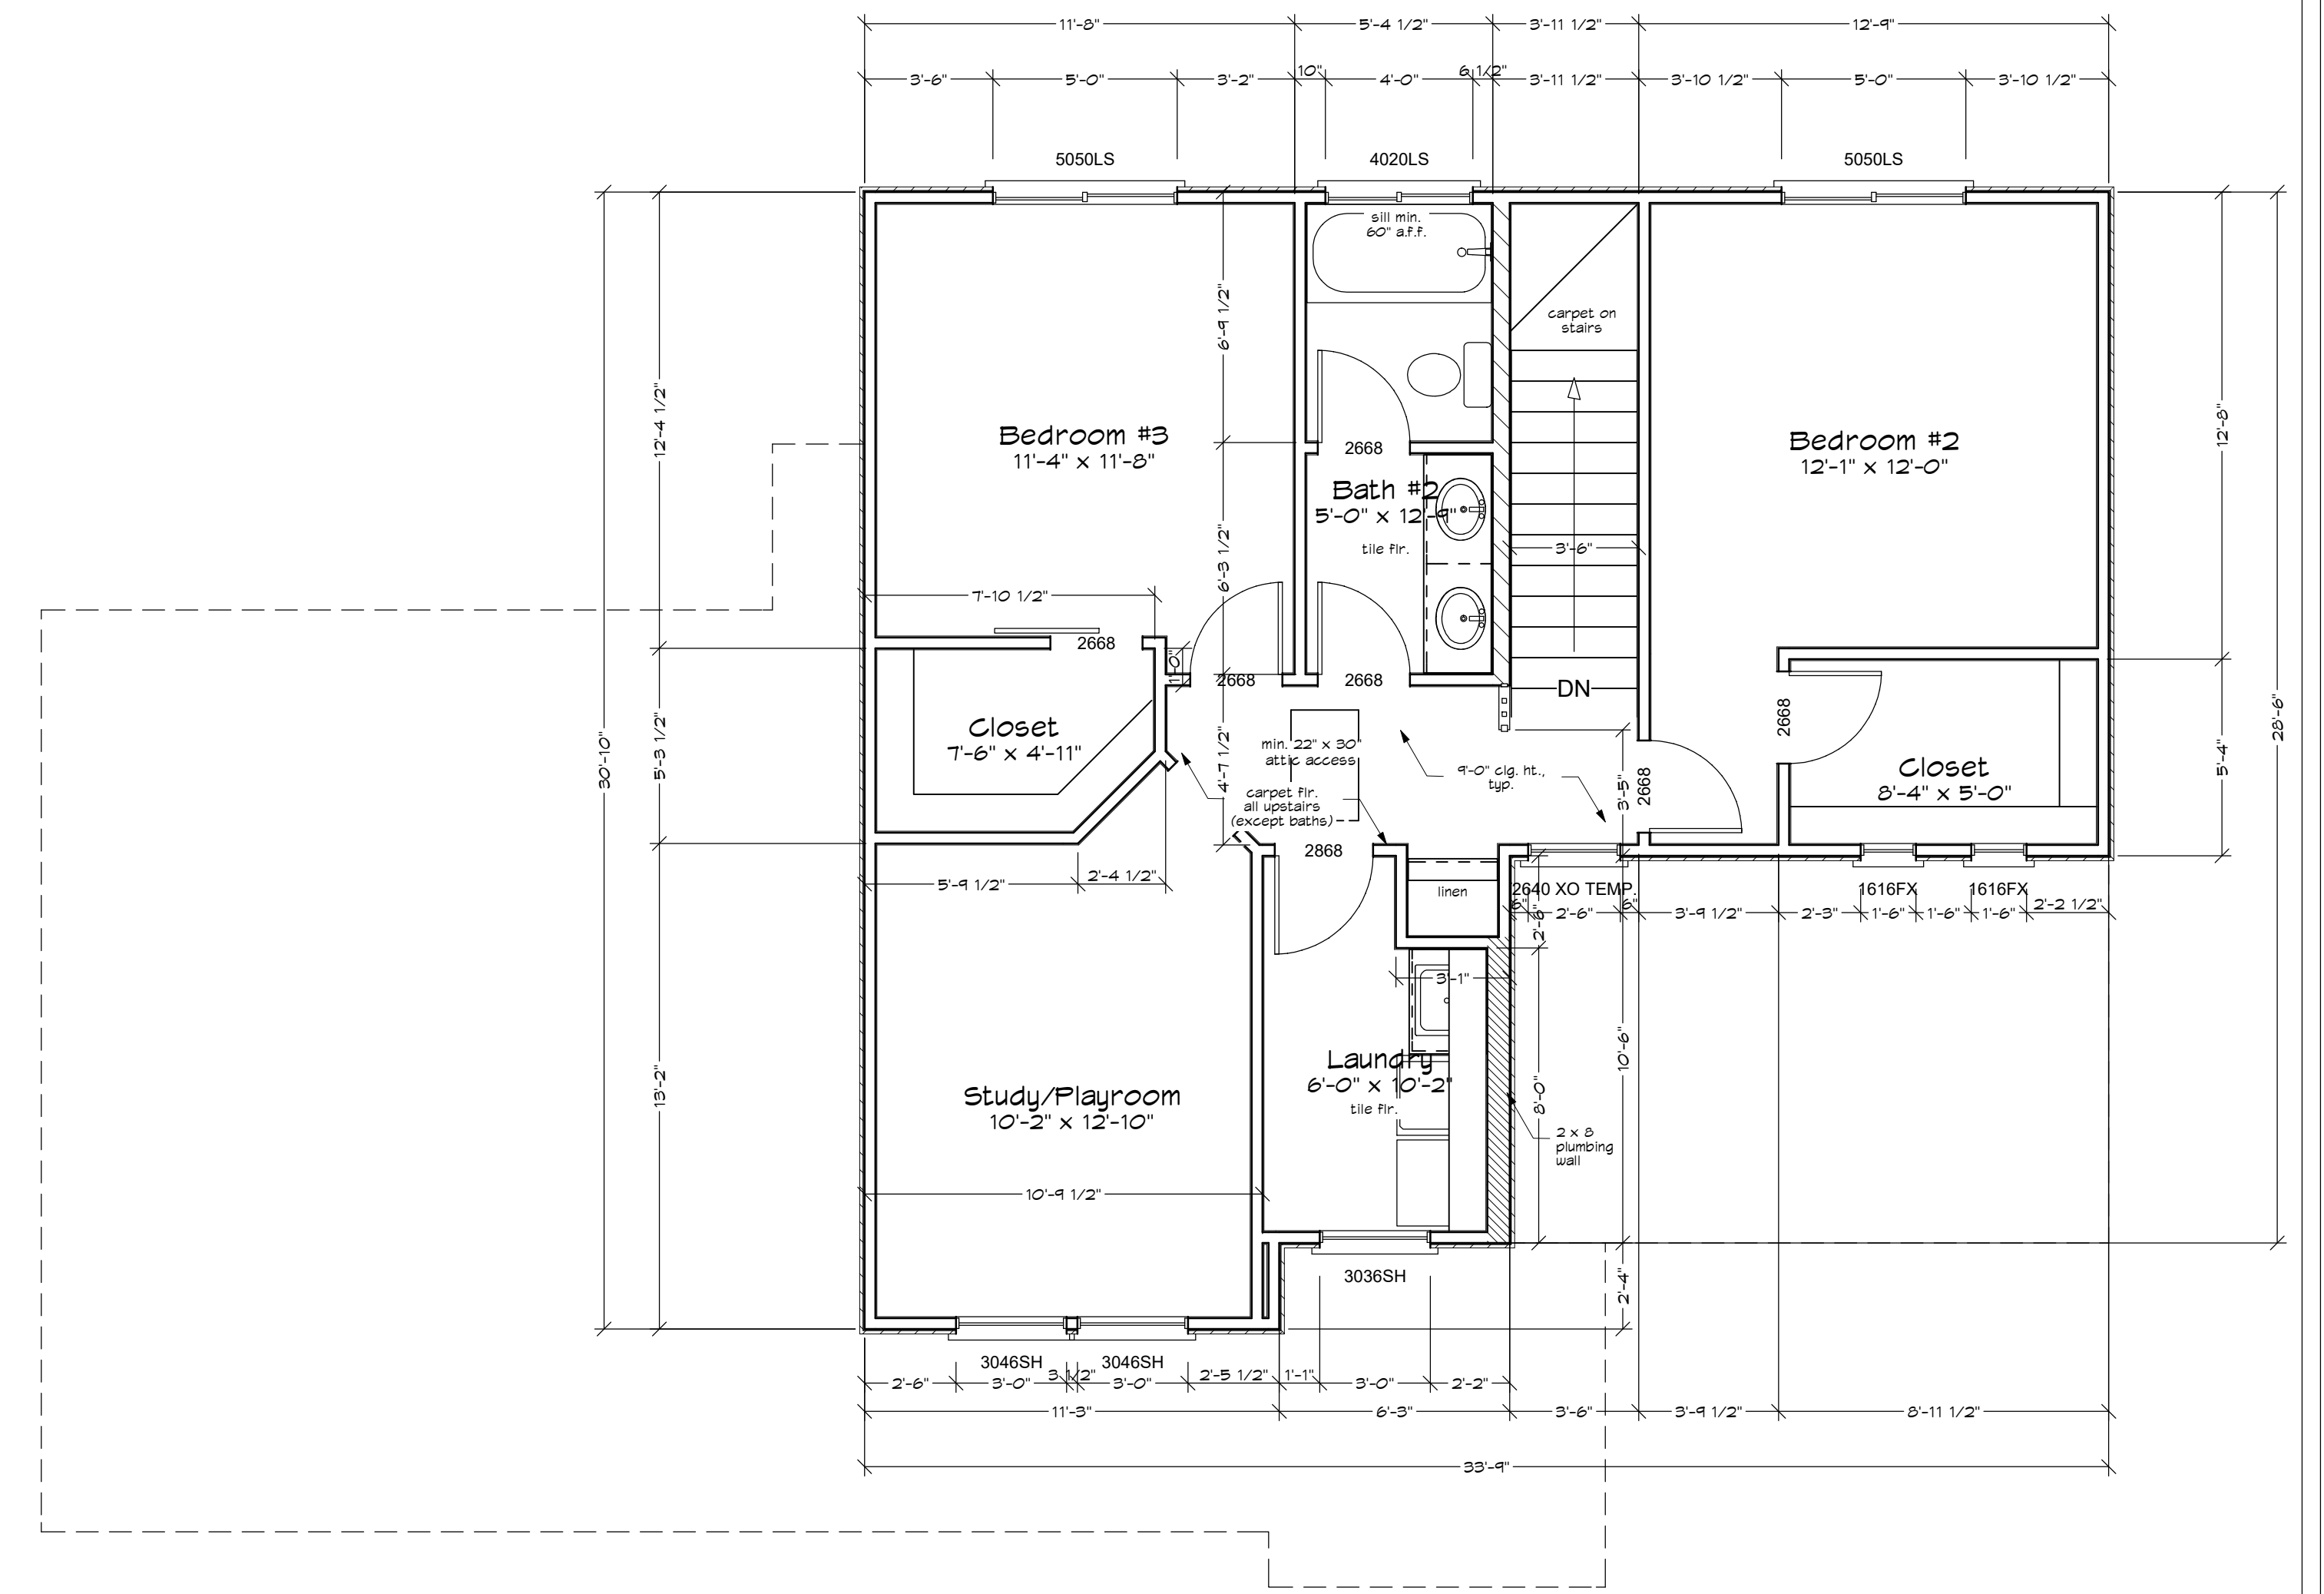 11'-8" 5'-4 1/2" 3'-11 1/2" 12'-9"
3'-6" 5'-0" 3'-2" 10" 4'-0" 6 1/2" 3'-11 1/2" 3'-10 1/2" 5'-0" 3'-10 1/2"
5050LS 4020LS 5050LS
sill min.
60" a.f.f.
6'-9 1/2"
carpet on
stairs
12'-4 1/2"
12'-8"
Bedroom #3
11'-4" x 11'-8"
2668
Bedroom #2
12'-1" x 12'-0"
Bath #2
5'-0" x 12'-9"
tile flr.
3'-6"
6'-3 1/2"
28'-6"
7'-10 1/2"
2668
1'-0"
2668
2668
DN
2668
30'-10"
5'-3 1/2"
Closet
7'-6" x 4'-11"
4'-7 1/2"
min. 22" x 30"
attic access
9'-0" clg. ht.,
typ.
3'-5"
2668
Closet
8'-4" x 5'-0"
5'-4"
carpet flr.
all upstairs
(except baths)
2868
5'-9 1/2" 2'-4 1/2"
linen
2640 XO TEMP.
1616FX 1616FX
6" 2'-6" 6" 3'-9 1/2" 2'-3" 1'-6" 1'-6" 1'-6" 2'-2 1/2"
2'-6"
3'-1"
10'-6"
Laundry
6'-0" x 10'-2"
tile flr.
8'-0"
13'-2"
Study/Playroom
10'-2" x 12'-10"
2 x 8
plumbing
wall
10'-9 1/2"
3036SH
2'-4"
3046SH 3046SH
2'-6" 3'-0" 3 1/2" 3'-0" 2'-5 1/2" 1'-1" 3'-0" 2'-2"
11'-3" 6'-3" 3'-6" 3'-9 1/2" 8'-11 1/2"
33'-9"